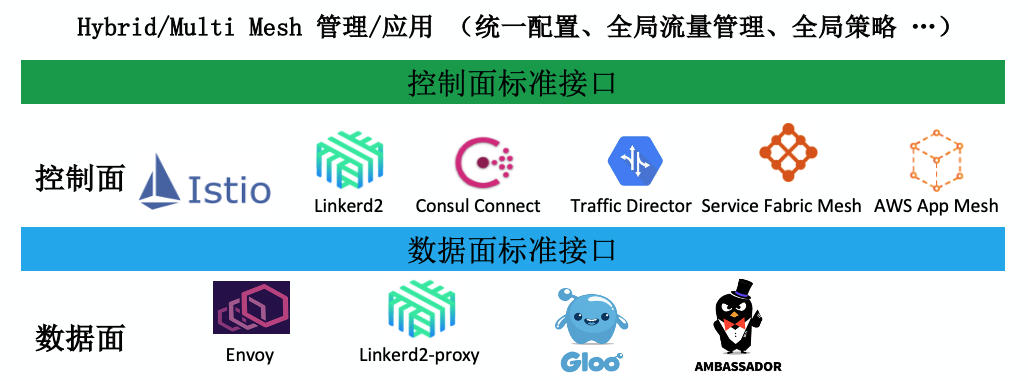 Hybrid/Multi Mesh 管理/应用 （统一配置、全局流量管理、全局策略 …）
控制面标准接口
控制面
Istio
Linkerd2
Consul Connect
Traffic Director
Service Fabric Mesh
AWS App Mesh
数据面标准接口
数据面
Envoy
Linkerd2-proxy
Gloo
AMBASSADOR